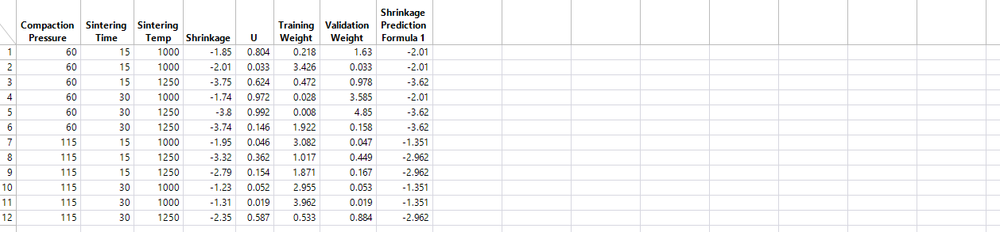 Shrinkage
Compaction Sintering Sintering Training Validation Prediction
Pressure Time Temp Shrinkage U Weight Weight Formula 1
1 60 15 1000 -1.85 0.804 0.218 1.63 -2.01
2 60 15 1000 -2.01 0.033 3.426 0.033 -2.01
3 60 15 1250 -3.75 0.624 0.472 0.978 -3.62
4 60 30 1000 -1.74 0.972 0.028 3.585 -2.01
5 60 30 1250 -3.8 0.992 0.008 4.85 -3.62
6 60 30 1250 -3.74 0.146 1.922 0.158 -3.62
7 115 15 1000 -1.95 0.046 3.082 0.047 -1.351
8 115 15 1250 -3.32 0.362 1.017 0.449 -2.962
9 115 15 1250 -2.79 0.154 1.871 0.167 -2.962
10 115 30 1000 -1.23 0.052 2.955 0.053 -1.351
11 115 30 1000 -1.31 0.019 3.962 0.019 -1.351
12 115 30 1250 -2.35 0.587 0.533 0.884 -2.962